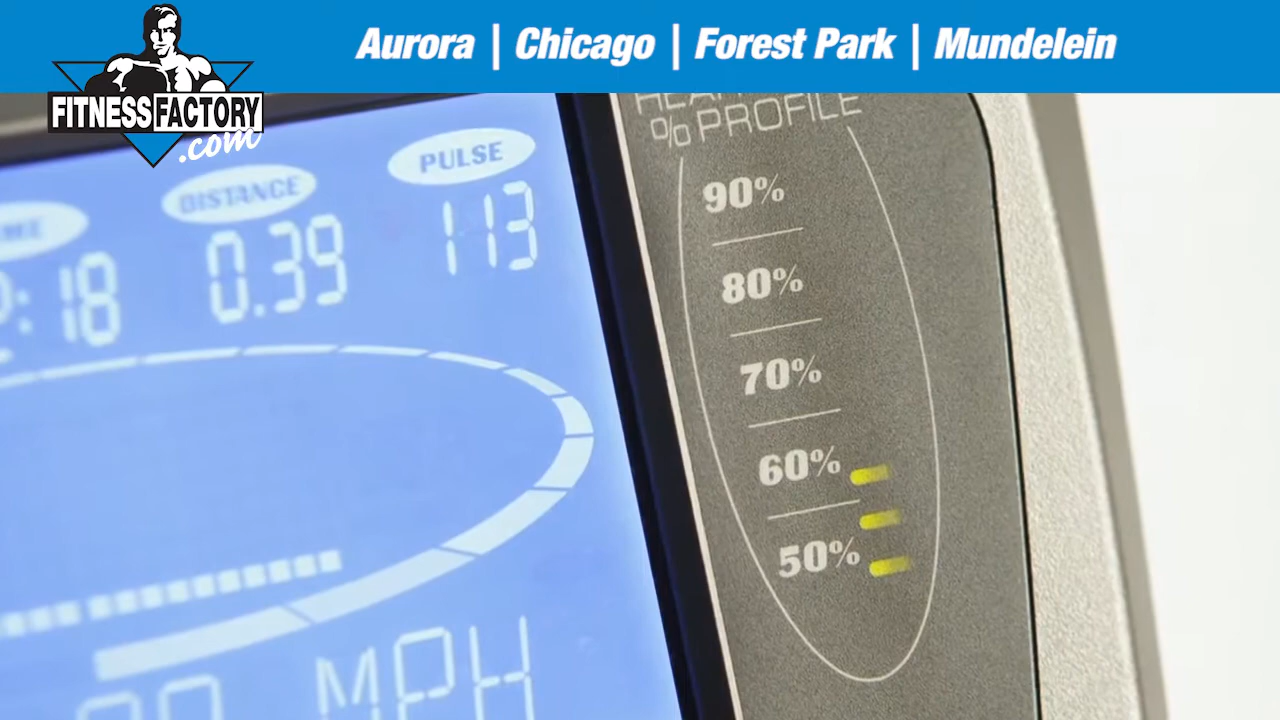 Aurora | Chicago | Forest Park | Mundelein
FITNESSFACTORY
.com
% PROFILE
PULSE
DISTANCE
:18
0.39
113
90%
80%
70%
60%
50%
MPH